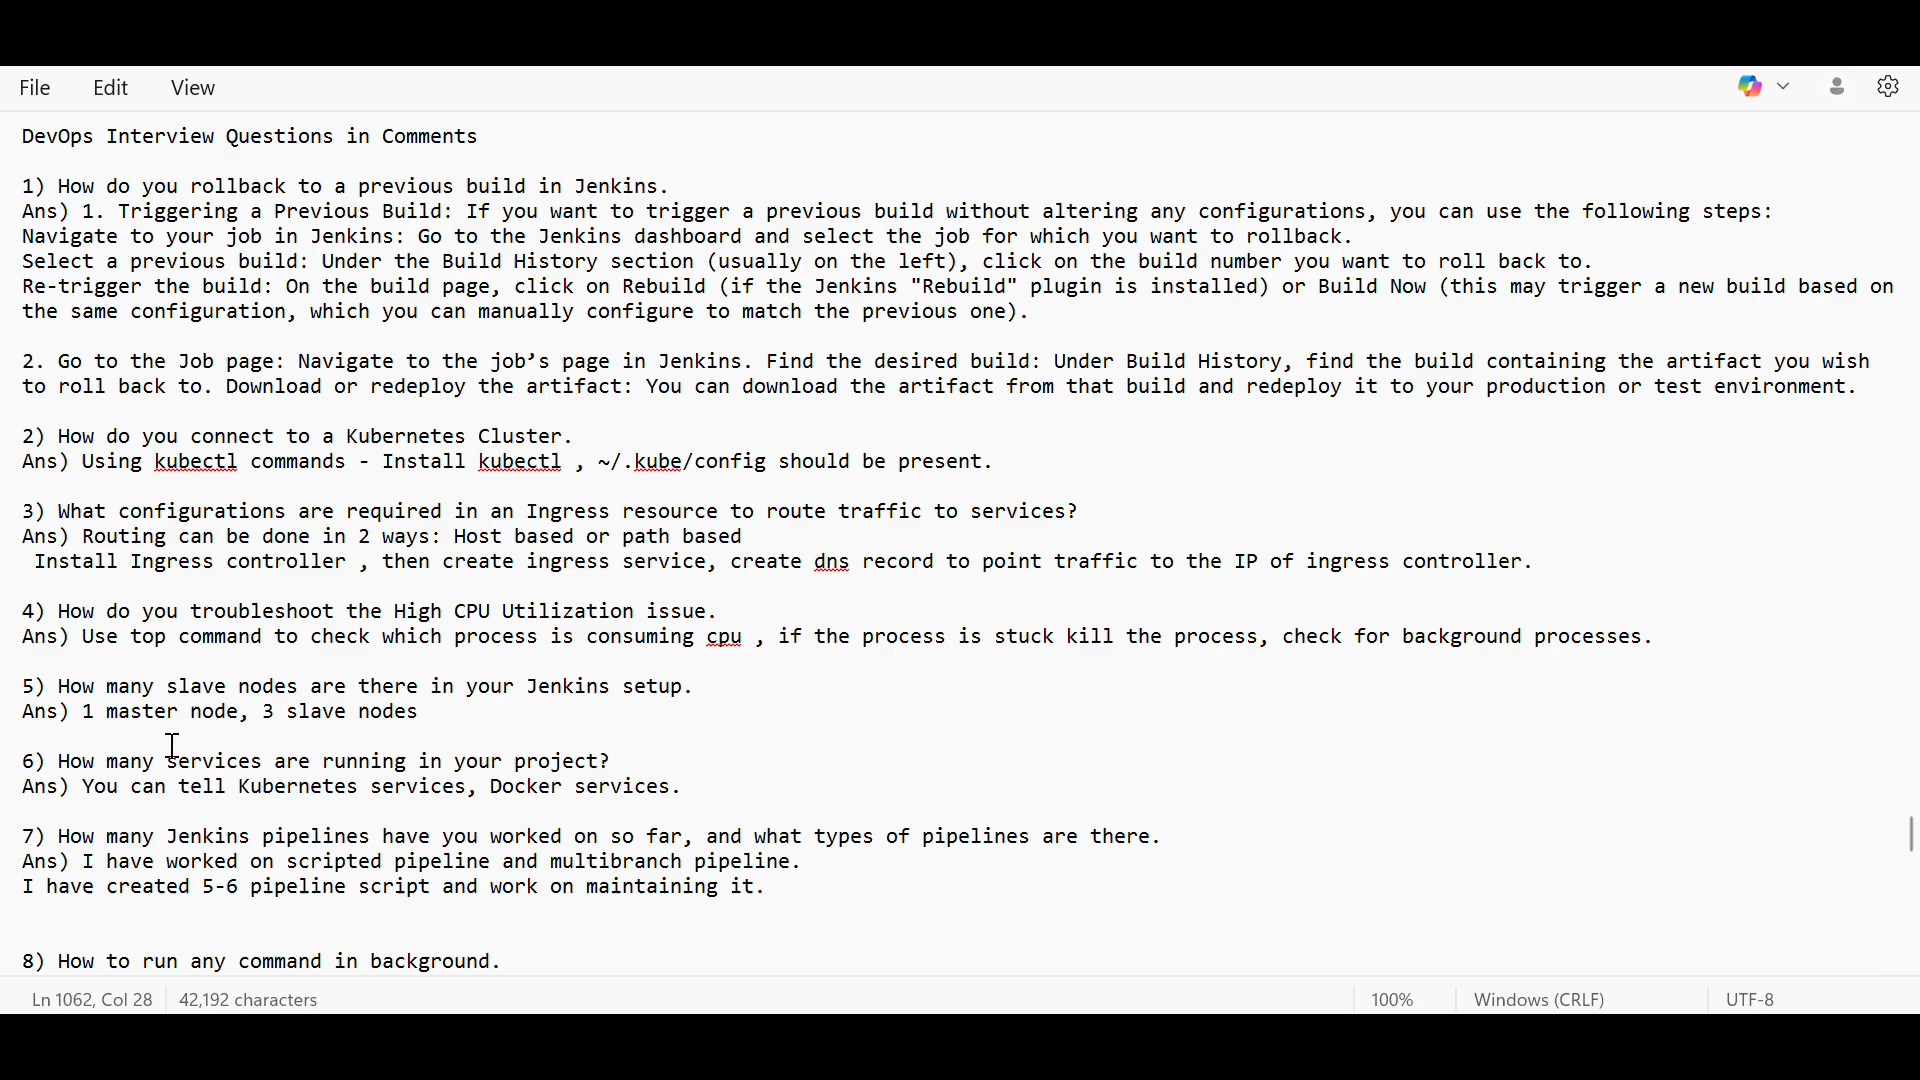 File Edit View
DevOps Interview Questions in Comments
1) How do you rollback to a previous build in Jenkins.
Ans) 1. Triggering a Previous Build: If you want to trigger a previous build without altering any configurations, you can use the following steps:
Navigate to your job in Jenkins: Go to the Jenkins dashboard and select the job for which you want to rollback.
Select a previous build: Under the Build History section (usually on the left), click on the build number you want to roll back to.
Re-trigger the build: On the build page, click on Rebuild (if the Jenkins "Rebuild" plugin is installed) or Build Now (this may trigger a new build based on
the same configuration, which you can manually configure to match the previous one).
2. Go to the Job page: Navigate to the job’s page in Jenkins. Find the desired build: Under Build History, find the build containing the artifact you wish
to roll back to. Download or redeploy the artifact: You can download the artifact from that build and redeploy it to your production or test environment.
2) How do you connect to a Kubernetes Cluster.
Ans) Using kubectl commands - Install kubectl , ~/.kube/config should be present.
3) What configurations are required in an Ingress resource to route traffic to services?
Ans) Routing can be done in 2 ways: Host based or path based
Install Ingress controller , then create ingress service, create dns record to point traffic to the IP of ingress controller.
4) How do you troubleshoot the High CPU Utilization issue.
Ans) Use top command to check which process is consuming cpu , if the process is stuck kill the process, check for background processes.
5) How many slave nodes are there in your Jenkins setup.
Ans) 1 master node, 3 slave nodes
6) How many services are running in your project?
Ans) You can tell Kubernetes services, Docker services.
7) How many Jenkins pipelines have you worked on so far, and what types of pipelines are there.
Ans) I have worked on scripted pipeline and multibranch pipeline.
I have created 5-6 pipeline script and work on maintaining it.
8) How to run any command in background.
Ln 1062, Col 28 42,192 characters 100% Windows (CRLF) UTF-8